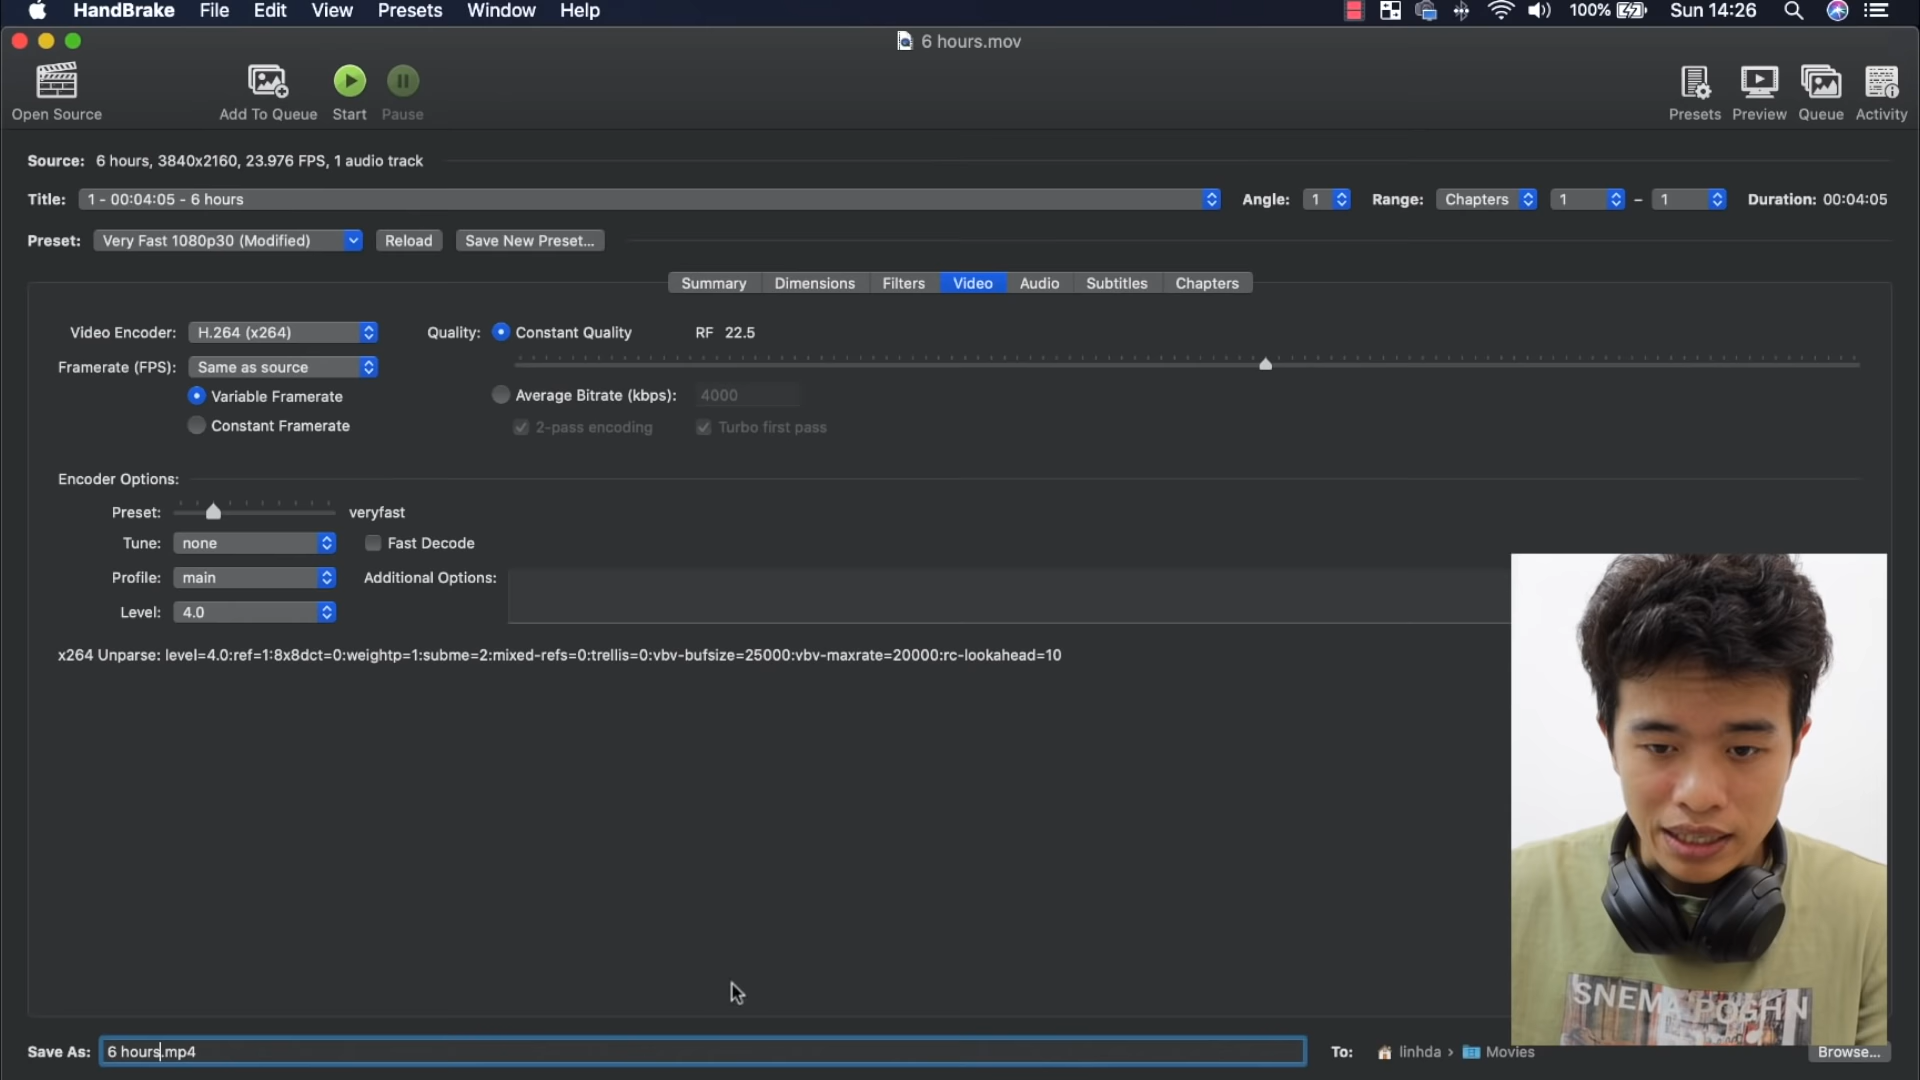 HandBrake File Edit View Presets Window Help 100% Sun 14:26
6 hours.mov
Open Source Add To Queue Start Pause Presets Preview Queue Activity
Source: 6 hours, 3840x2160, 23.976 FPS, 1 audio track
Title: 1 - 00:04:05 - 6 hours Angle: 1 Range: Chapters 1 – 1 Duration: 00:04:05
Preset: Very Fast 1080p30 (Modified) Reload Save New Preset...
Summary Dimensions Filters Video Audio Subtitles Chapters
Video Encoder: H.264 (x264) Quality: Constant Quality RF 22.5
Framerate (FPS): Same as source
Variable Framerate Average Bitrate (kbps): 4000
Constant Framerate 2-pass encoding Turbo first pass
Encoder Options:
Preset: veryfast
Tune: none Fast Decode
Profile: main Additional Options:
Level: 4.0
x264 Unparse: level=4.0:ref=1:8x8dct=0:weightp=1:subme=2:mixed-refs=0:trellis=0:vbv-bufsize=25000:vbv-maxrate=20000:rc-lookahead=10
SNEMA POGHN
Save As: 6 hours.mp4 To: linhda › Movies Browse...